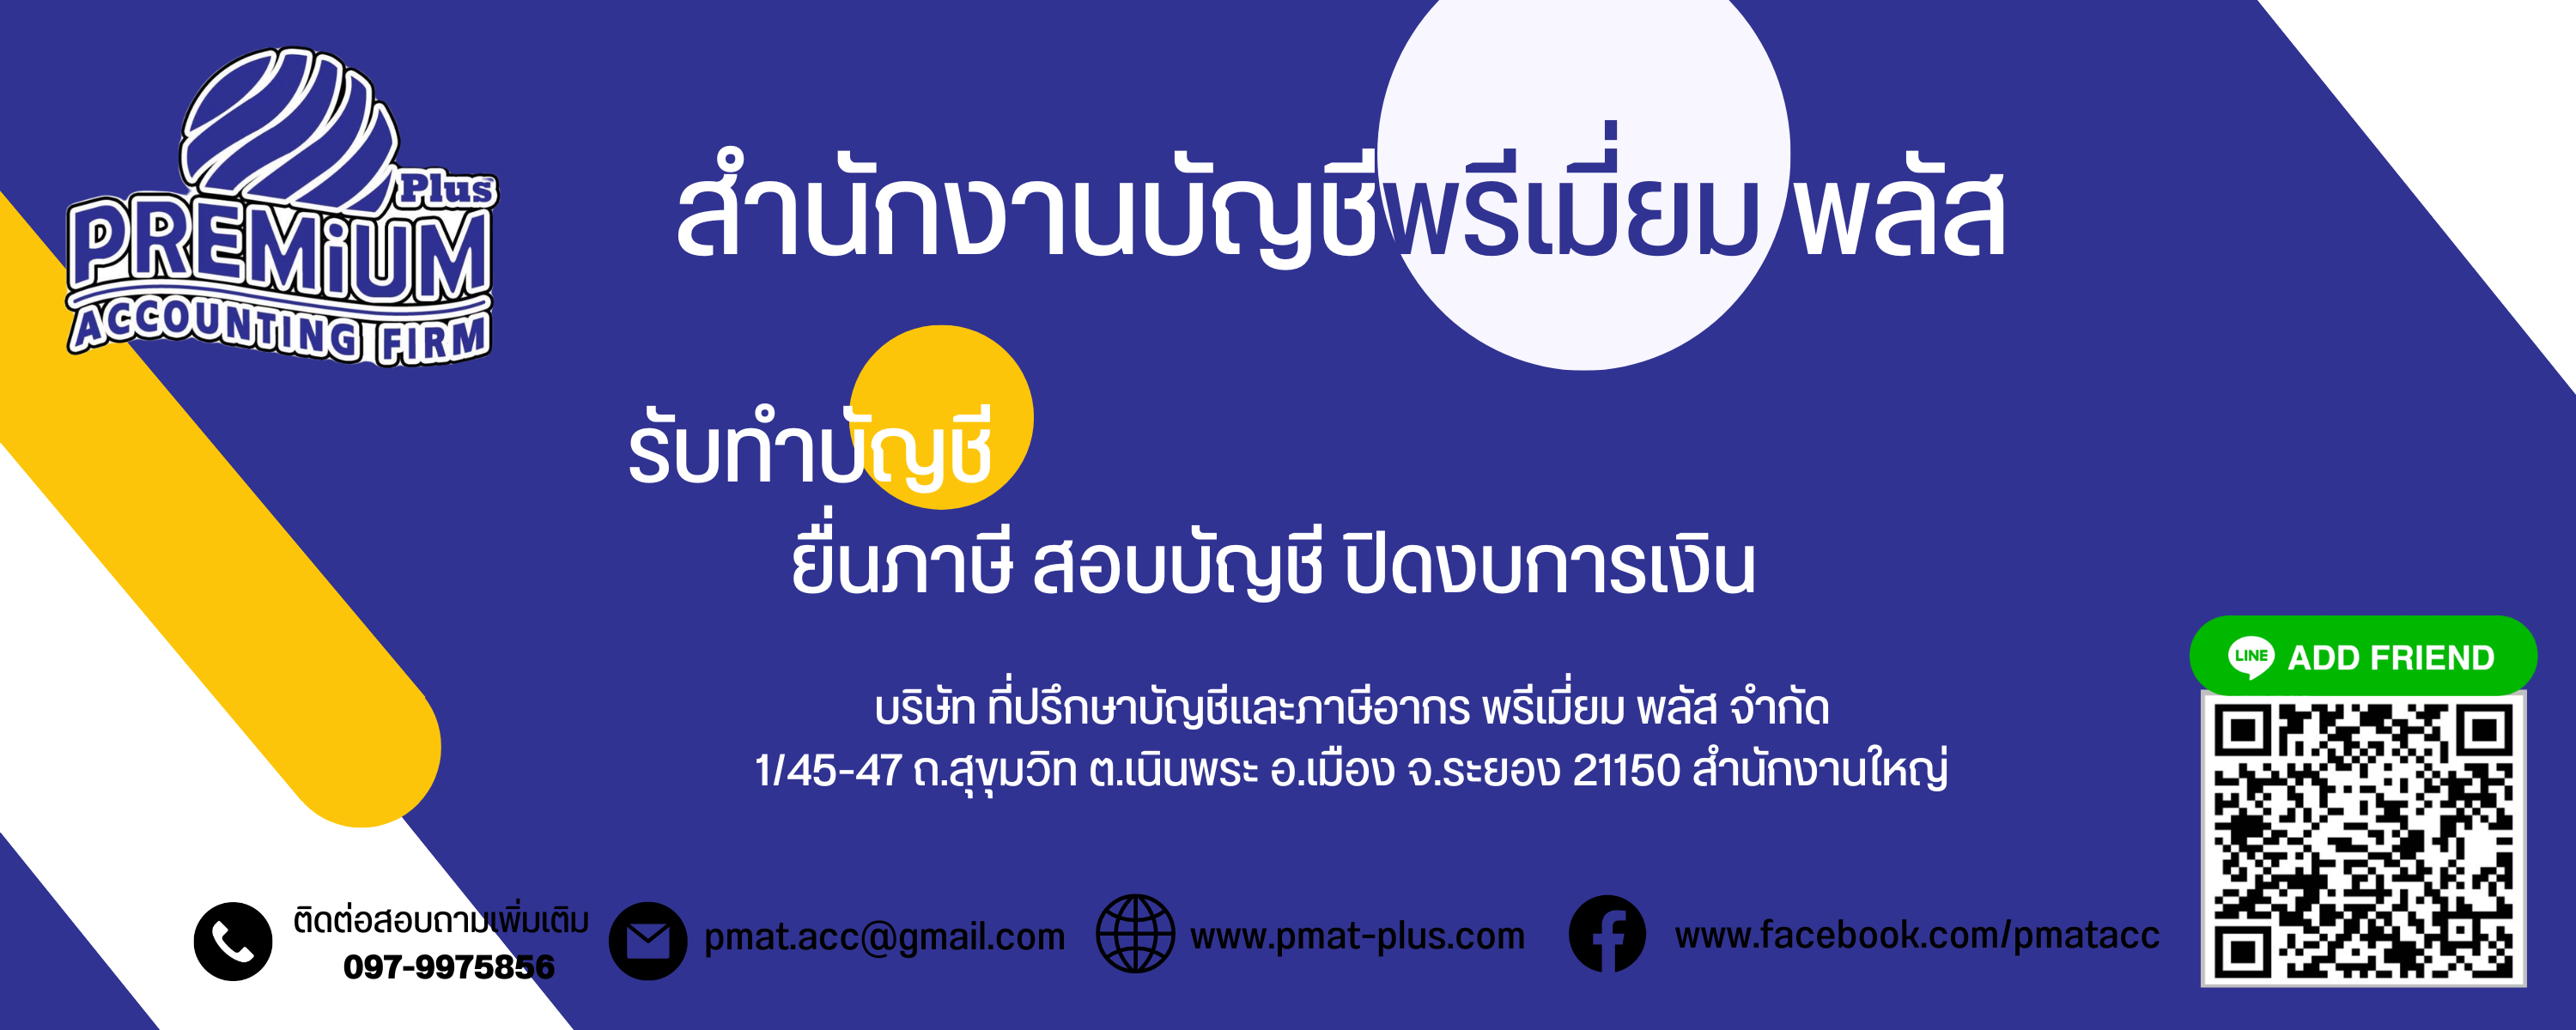 Plus
PREMiUM
ACCOUNTING FIRM
สำนักงานบัญชีพรีเมี่ยม พลัส
รับทำบัญชี
ยื่นภาษี สอบบัญชี ปิดงบการเงิน
บริษัท ที่ปรึกษาบัญชีและภาษีอากร พรีเมี่ยม พลัส จำกัด
1/45-47 ถ.สุขุมวิท ต.เนินพระ อ.เมือง จ.ระยอง 21150 สำนักงานใหญ่
LINE ADD FRIEND
ติดต่อสอบถามเพิ่มเติม
097-9975856
pmat.acc@gmail.com
www.pmat-plus.com
www.facebook.com/pmatacc